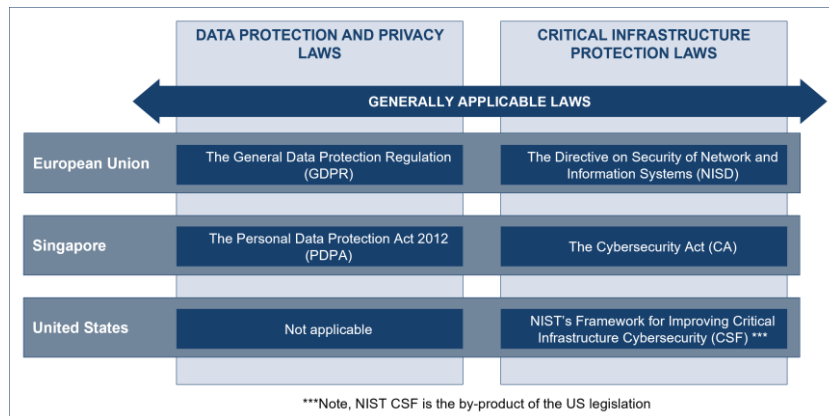 DATA PROTECTION AND PRIVACY
LAWS
CRITICAL INFRASTRUCTURE
PROTECTION LAWS
GENERALLY APPLICABLE LAWS
European Union
The General Data Protection Regulation
(GDPR)
The Directive on Security of Network and
Information Systems (NISD)
Singapore
The Personal Data Protection Act 2012
(PDPA)
The Cybersecurity Act (CA)
United States
Not applicable
NIST's Framework for Improving Critical
Infrastructure Cybersecurity (CSF) ***
***Note, NIST CSF is the by-product of the US legislation